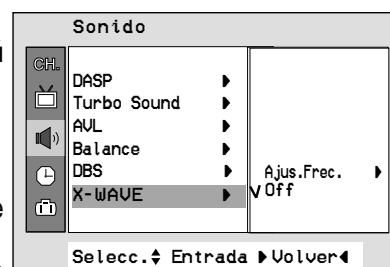 Sonido
CH.
DASP
Turbo Sound
AVL
Balance
DBS
X-WAVE
Ajus.Frec.
Off
Selecc. Entrada Volver